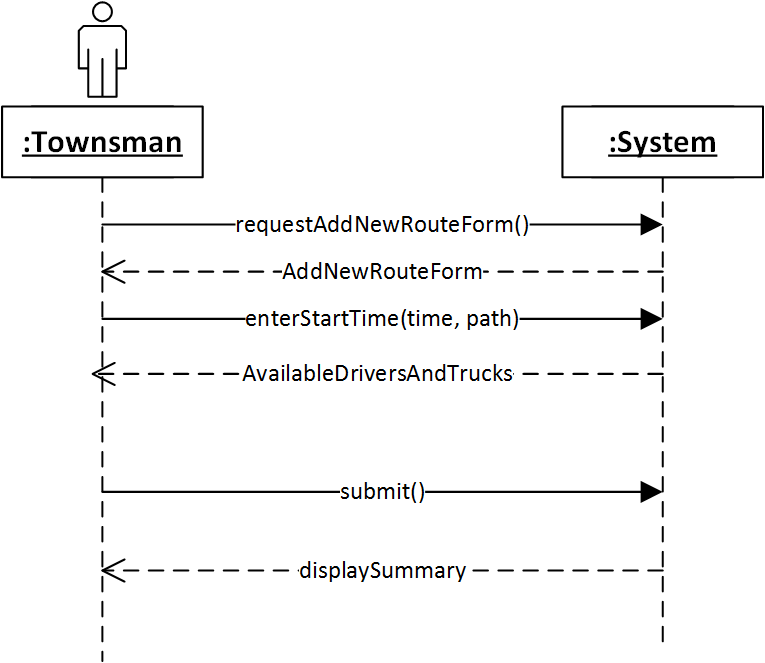 :Townsman
:System
requestAddNewRouteForm()
AddNewRouteForm
enterStartTime(time, path)
AvailableDriversAndTrucks
submit()
displaySummary